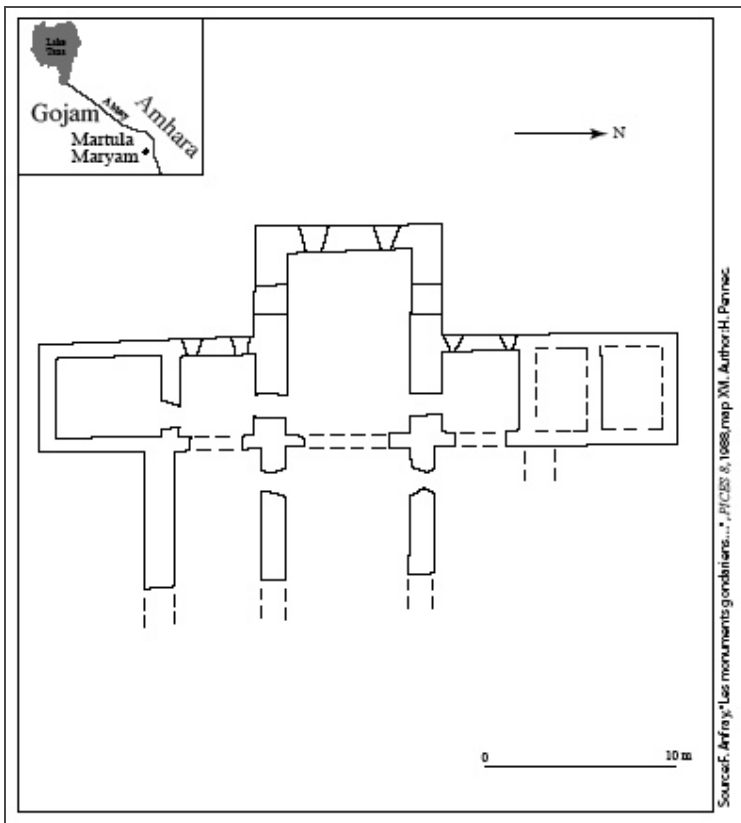 Lake
Tana
Gojam
Abbay
Amhara
Martula
Maryam
N
0 10 m
Source:F. Anfray,"Les monuments gondariens...", PICES 8, 1988,map XVI. Author:H. Pennec.